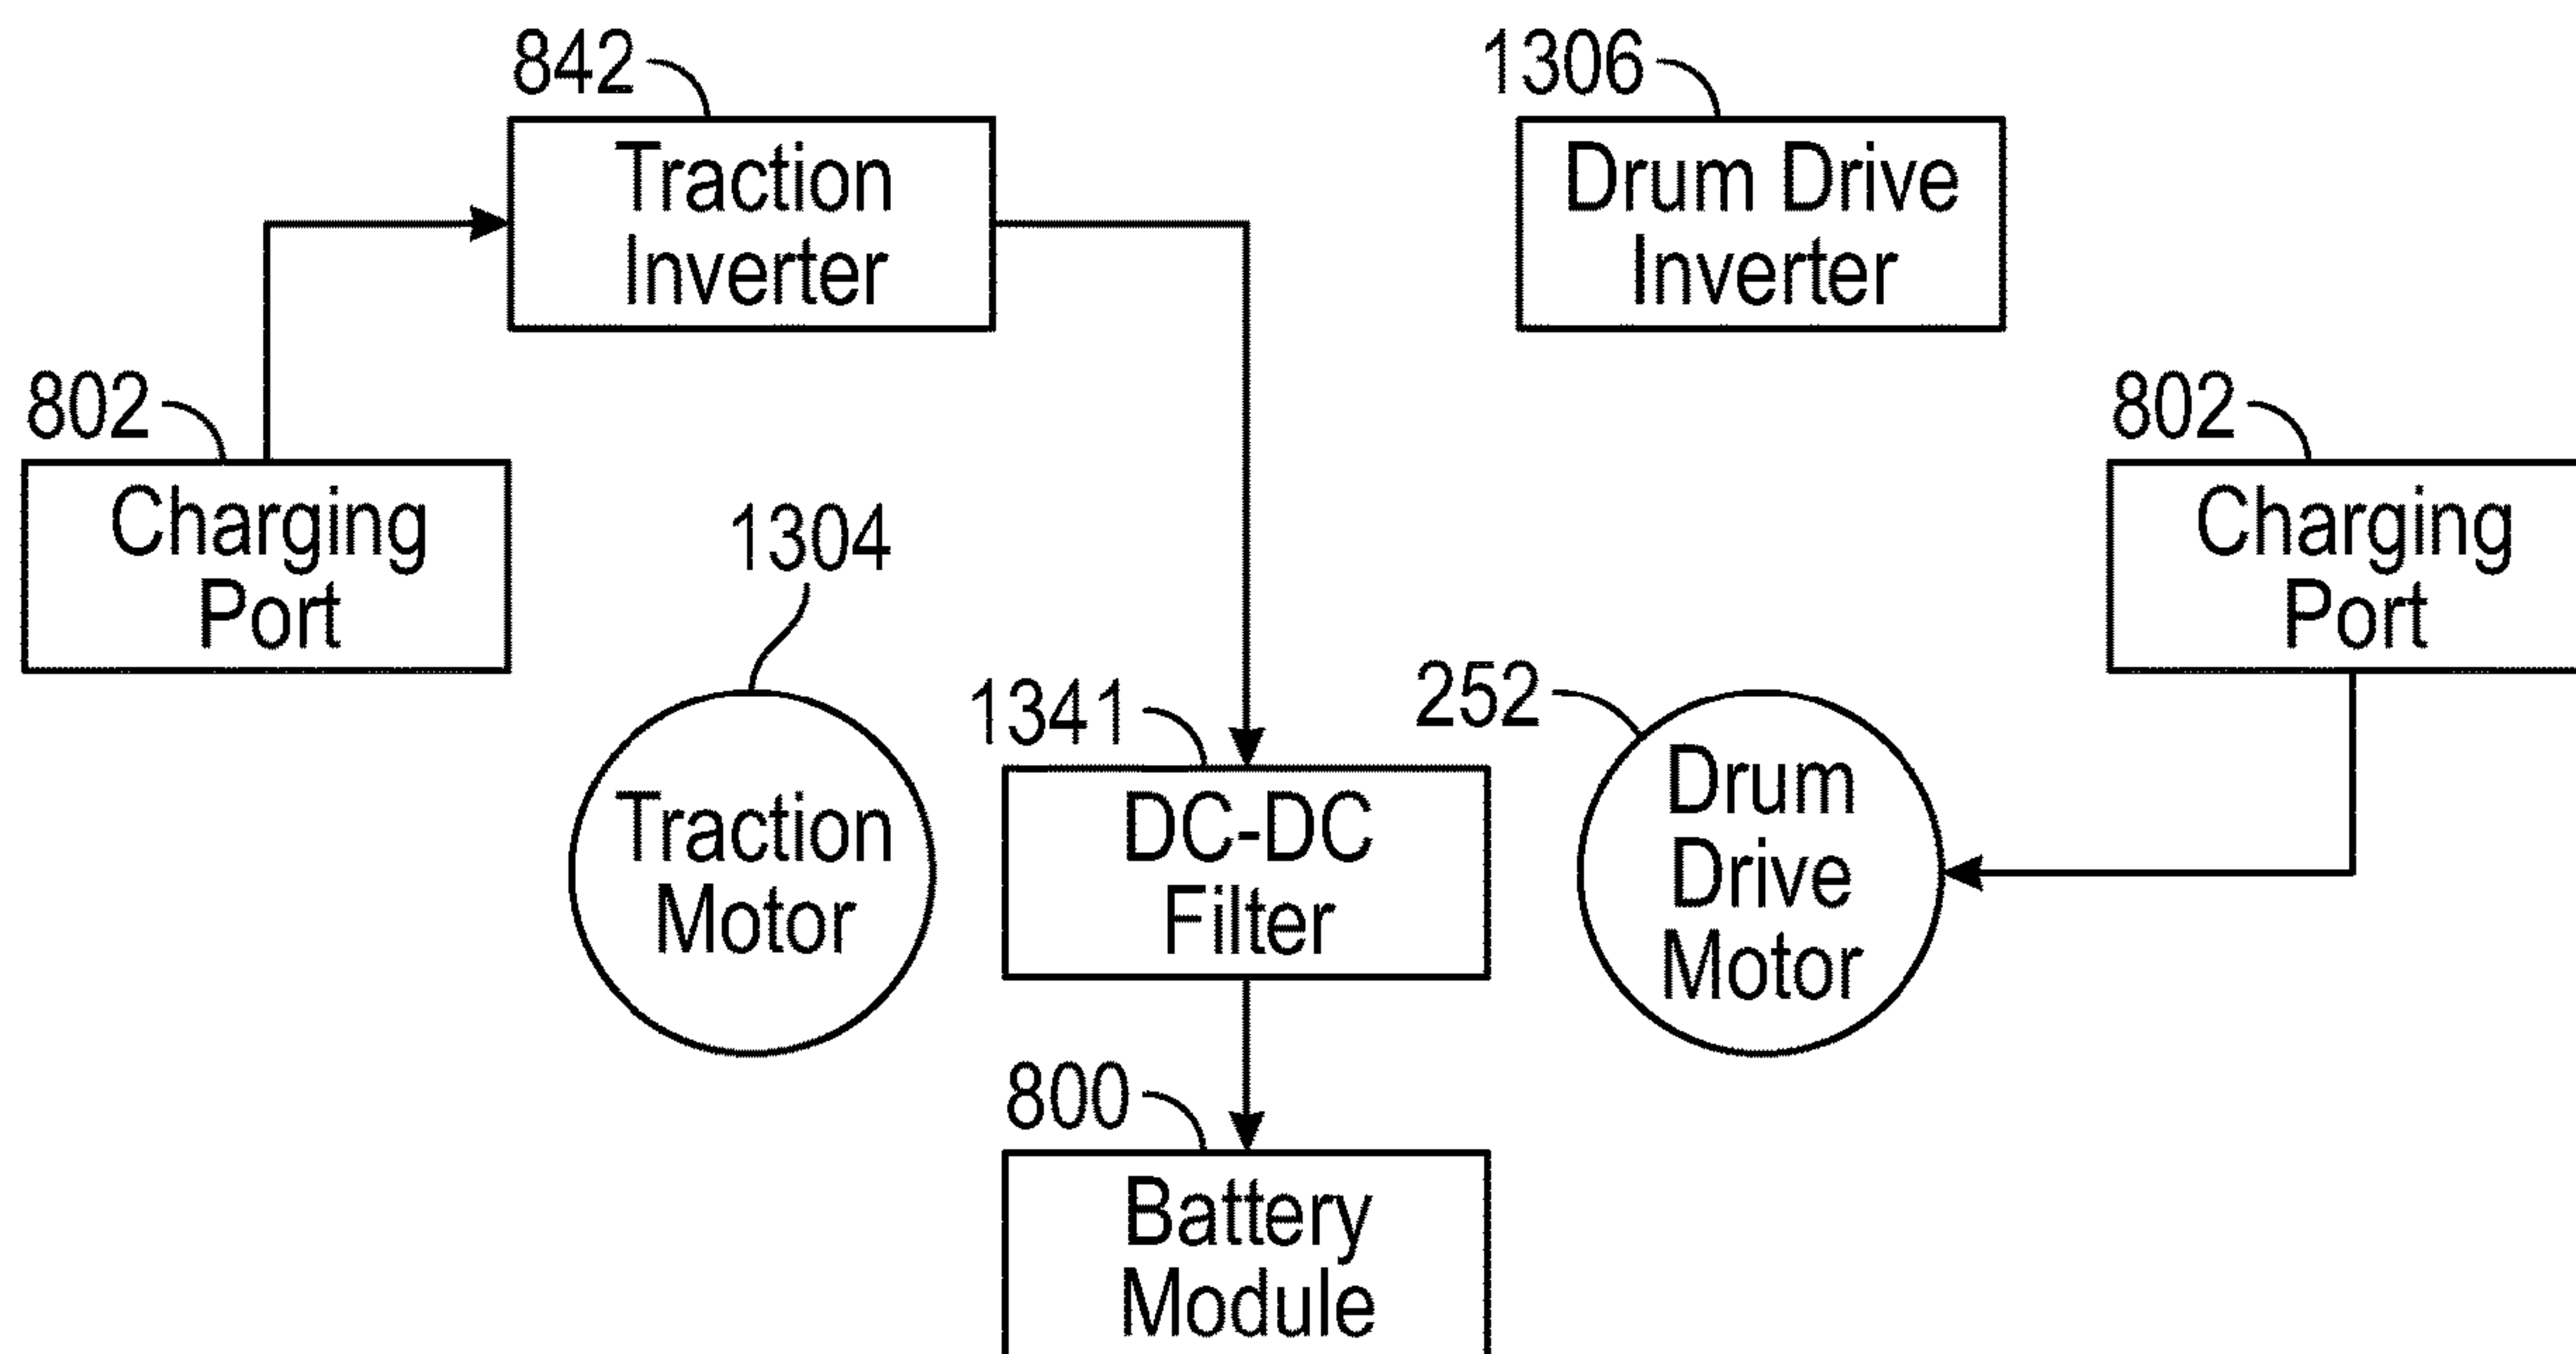 842
Traction
Inverter
1306
Drum Drive
Inverter
802
Charging
Port
802
Charging
Port
1304
Traction
Motor
1341
DC-DC
Filter
252
Drum
Drive
Motor
800
Battery
Module